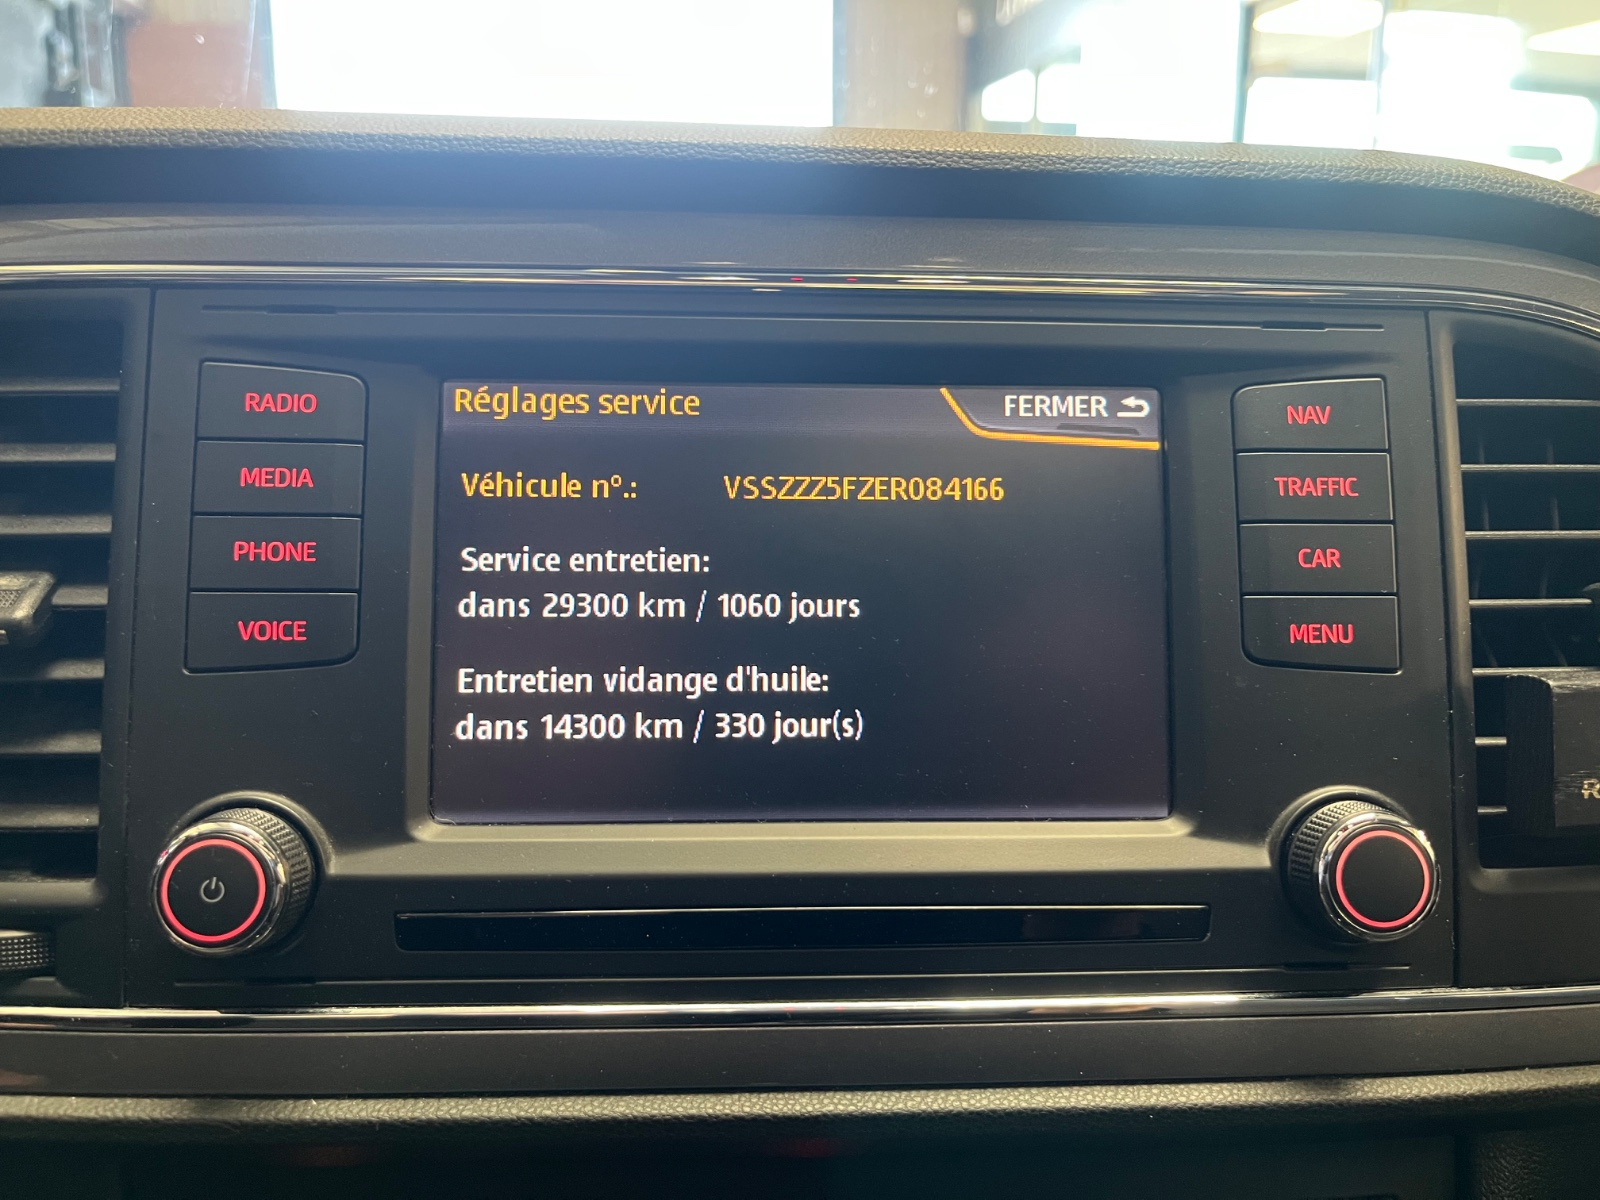 RADIO
MEDIA
PHONE
VOICE
Réglages service
FERMER
Véhicule nº.: VSSZZZ5FZER084166
Service entretien:
dans 29300 km / 1060 jours
Entretien vidange d'huile:
dans 14300 km / 330 jour(s)
NAV
TRAFFIC
CAR
MENU